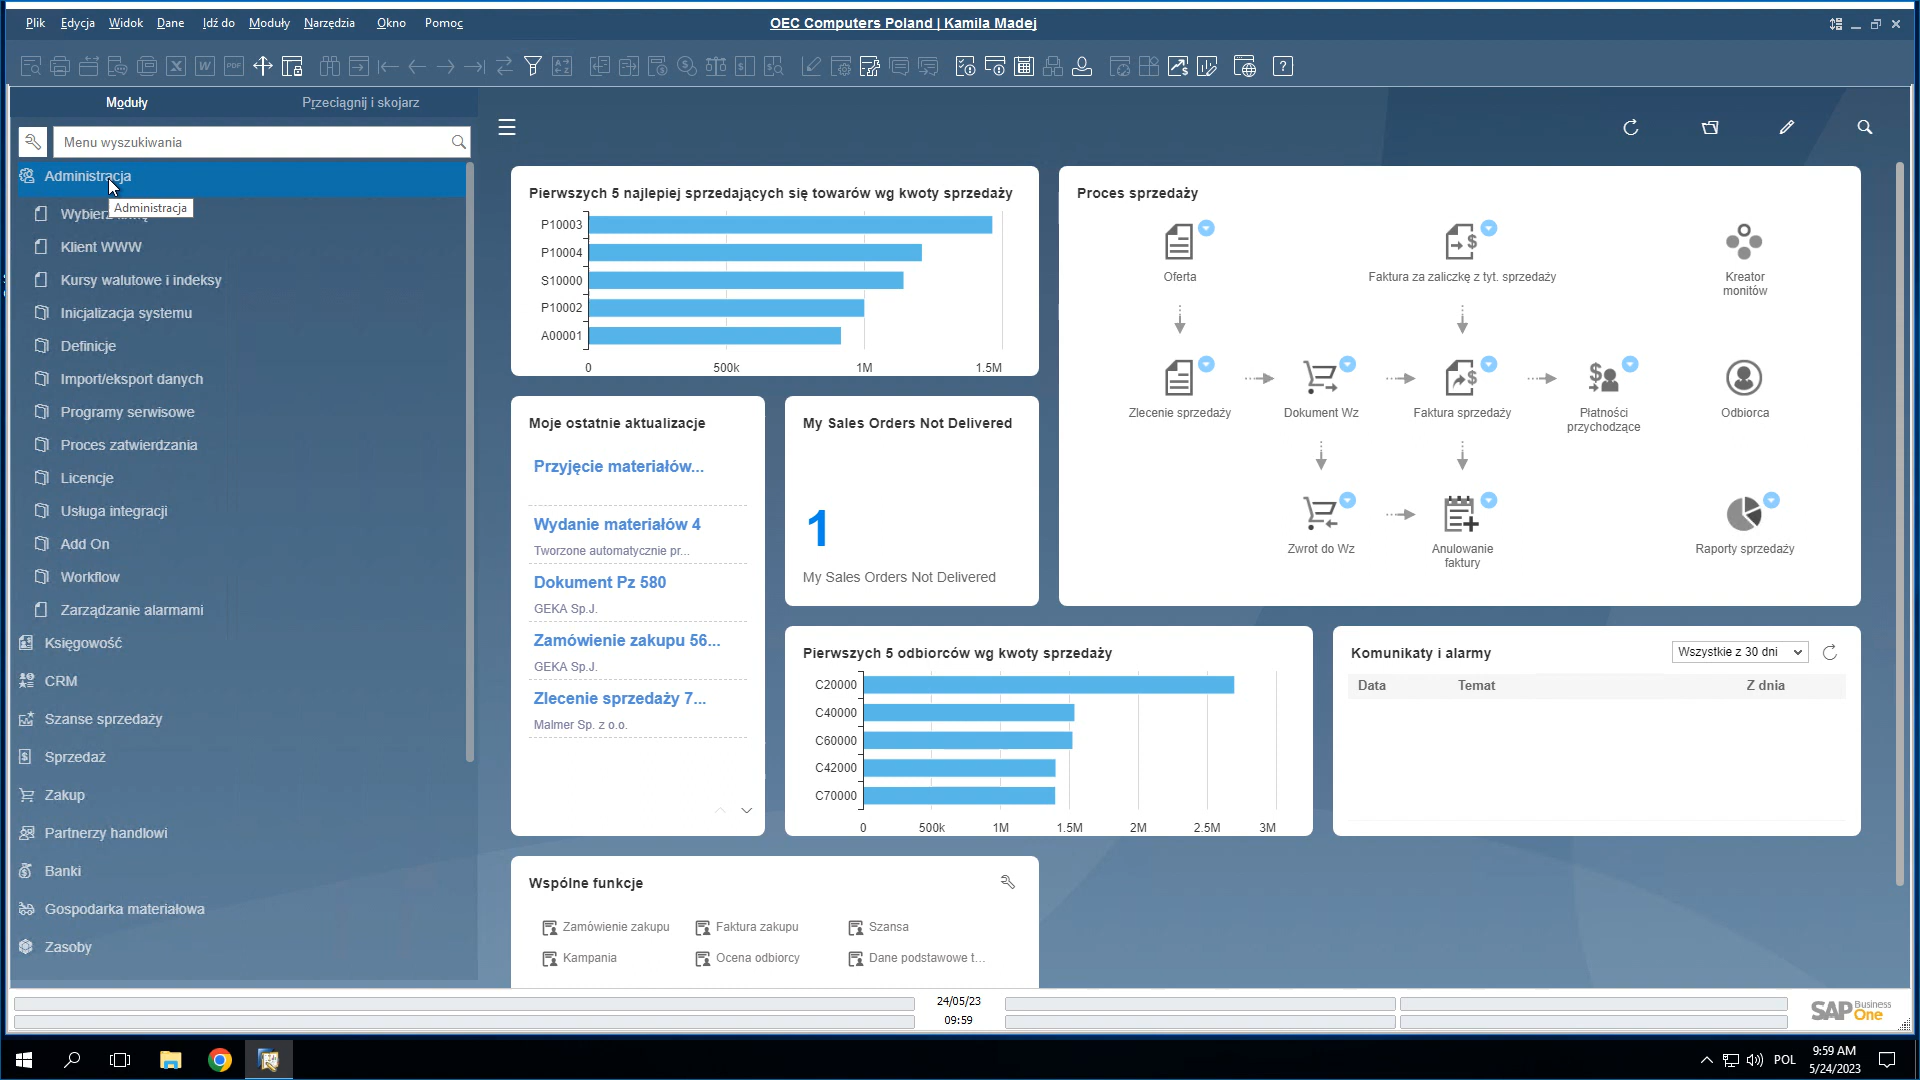 Plik Edycja Widok Dane Idź do Moduły Narzędzia Okno Pomoc
OEC Computers Poland | Kamila Madej
Moduły
Przeciągnij i skojarz
Menu wyszukiwania
Administracja
Administracja
Klient WWW
Kursy walutowe i indeksy
Inicjalizacja systemu
Definicje
Import/eksport danych
Programy serwisowe
Proces zatwierdzania
Licencje
Usługa integracji
Add On
Workflow
Zarządzanie alarmami
Księgowość
CRM
Szanse sprzedaży
Sprzedaż
Zakup
Partnerzy handlowi
Banki
Gospodarka materiałowa
Zasoby
Pierwszych 5 najlepiej sprzedających się towarów wg kwoty sprzedaży
P10003
P10004
S10000
P10002
A00001
0 500k 1M 1.5M
Moje ostatnie aktualizacje
Przyjęcie materiałów...
Wydanie materiałów 4
Tworzone automatycznie pr...
Dokument Pz 580
GEKA Sp.J.
Zamówienie zakupu 56...
GEKA Sp.J.
Zlecenie sprzedaży 7...
Malmer Sp. z o.o.
My Sales Orders Not Delivered
1
My Sales Orders Not Delivered
Proces sprzedaży
Oferta
Faktura za zaliczkę z tyt. sprzedaży
Kreator
monitów
Zlecenie sprzedaży
Dokument Wz
Faktura sprzedaży
Płatności
przychodzące
Odbiorca
Zwrot do Wz
Anulowanie
faktury
Raporty sprzedaży
Pierwszych 5 odbiorców wg kwoty sprzedaży
C20000
C40000
C60000
C42000
C70000
0 500k 1M 1.5M 2M 2.5M 3M
Komunikaty i alarmy
Wszystkie z 30 dni
Data Temat Z dnia
Wspólne funkcje
Zamówienie zakupu Faktura zakupu Szansa
Kampania Ocena odbiorcy Dane podstawowe t...
24/05/23
09:59
SAP Business One
POL
9:59 AM
5/24/2023